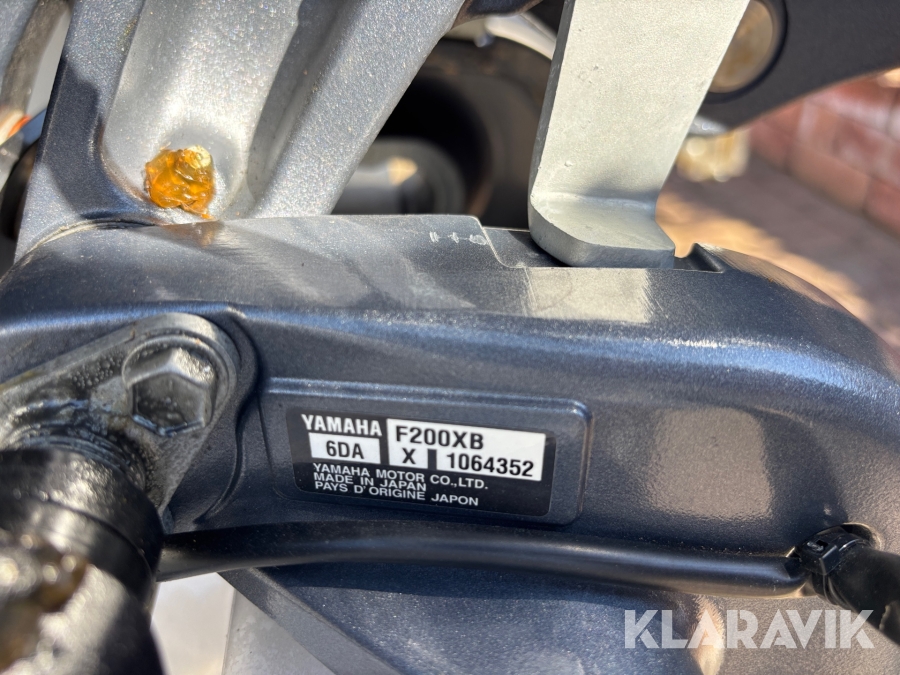 YAMAHA F200XB
6DA X 1064352
YAMAHA MOTOR CO.,LTD.
MADE IN JAPAN
PAYS D'ORIGINE JAPON
KLARAVIK